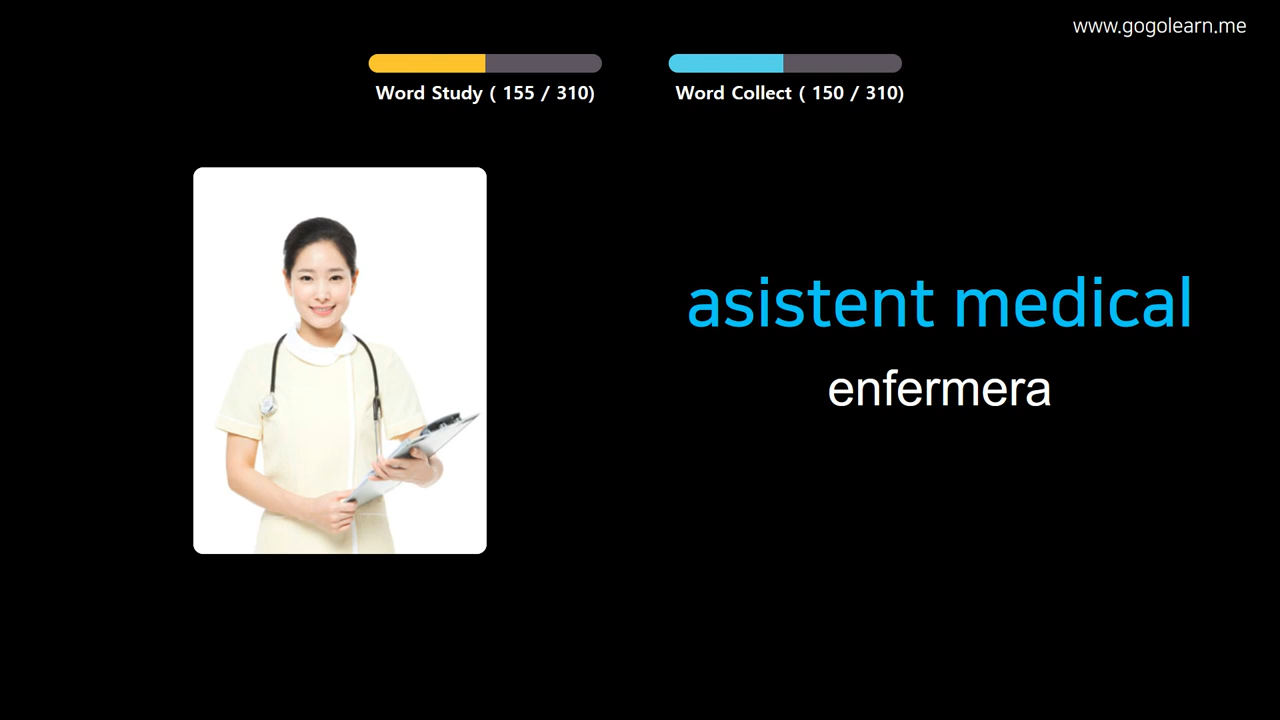 www.gogolearn.me
Word Study ( 155 / 310)
Word Collect ( 150 / 310)
asistent medical
enfermera